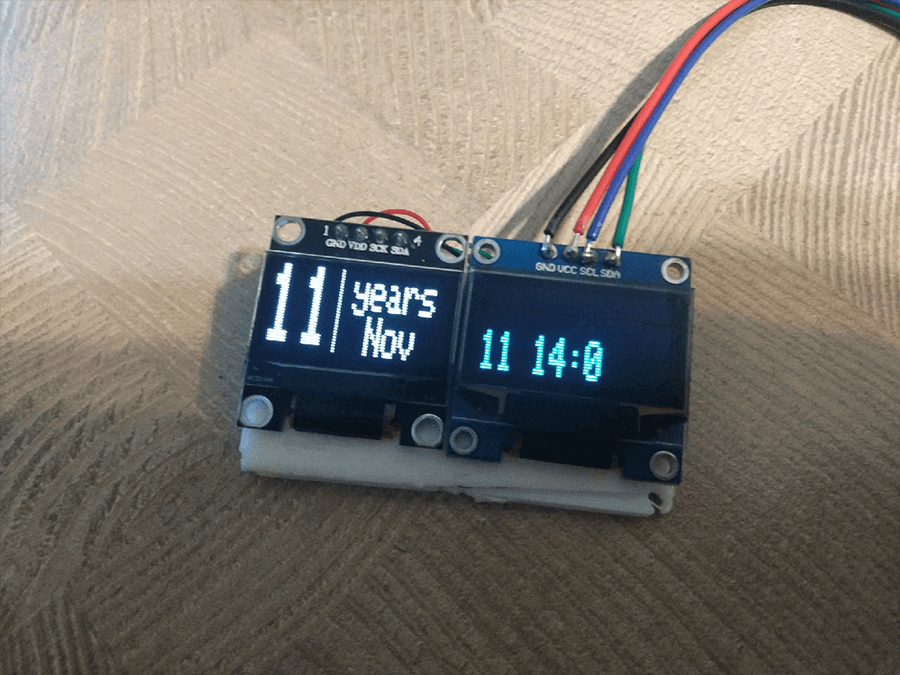 1 4
GND VDD SCK SDA
GND VCC SCL SDA
11
years
Nov
11 14:0